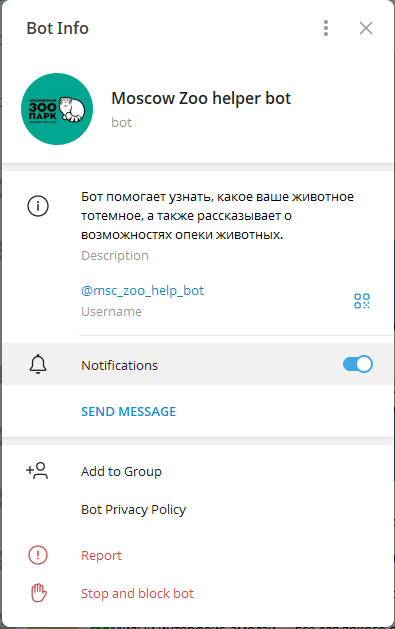 Bot Info
МОСКОВСКИЙ
ЗОО
ПАРК
Moscow Zoo helper bot
bot
Бот помогает узнать, какое ваше животное
тотемное, а также рассказывает о
возможностях опеки животных.
Description
@msc_zoo_help_bot
Username
Notifications
SEND MESSAGE
Add to Group
Bot Privacy Policy
Report
Stop and block bot